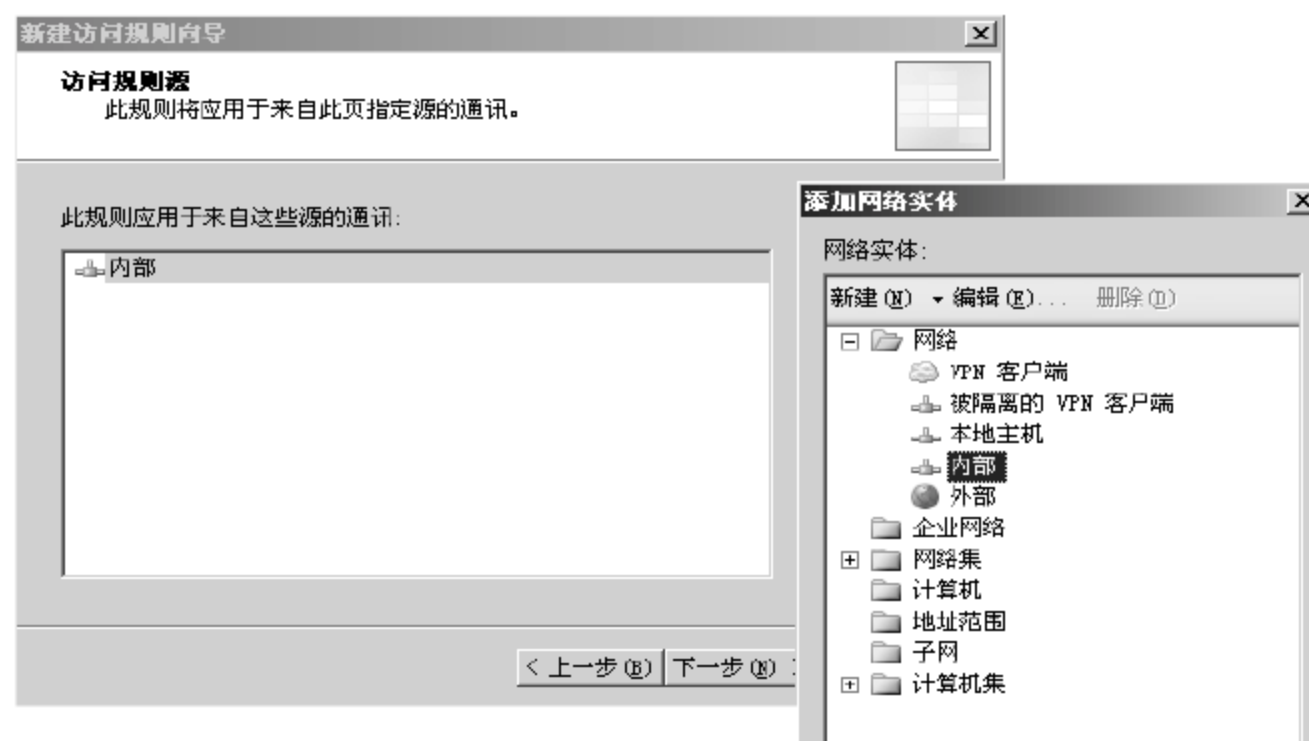 新建访问规则向导
访问规则源
此规则将应用于来自此页指定源的通讯。
此规则应用于来自这些源的通讯:
内部
< 上一步(B)
下一步(N)
添加网络实体
网络实体:
新建(N) 编辑(E)... 删除(D)
网络
VPN 客户端
被隔离的 VPN 客户端
本地主机
内部
外部
企业网络
网络集
计算机
地址范围
子网
计算机集